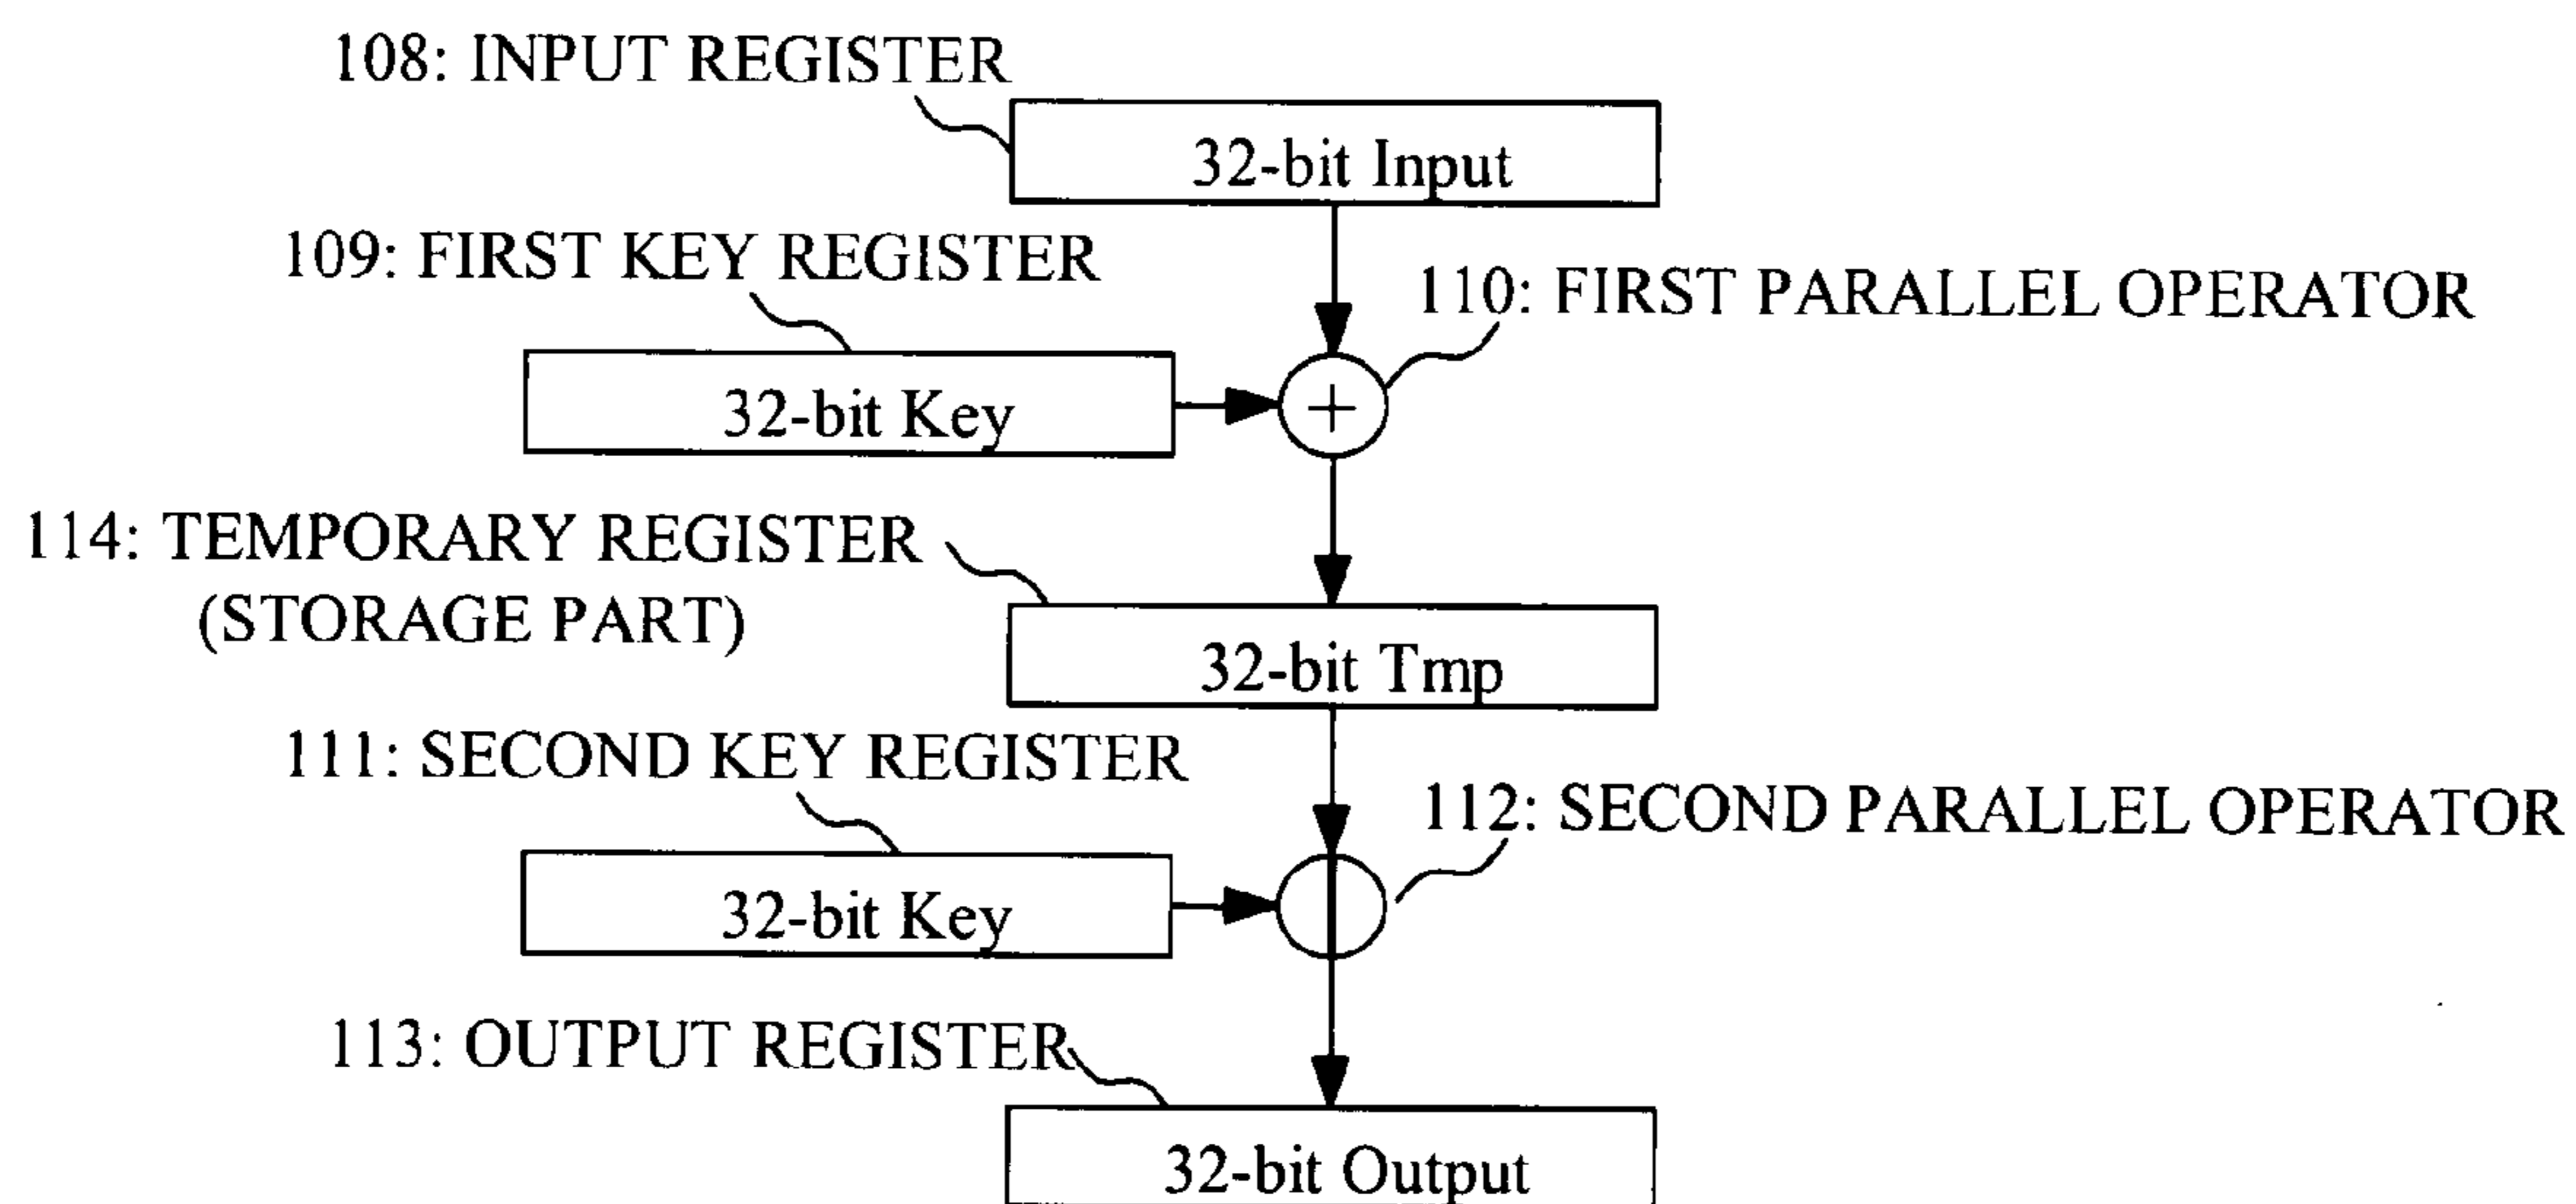 108: INPUT REGISTER
32-bit Input
109: FIRST KEY REGISTER
110: FIRST PARALLEL OPERATOR
32-bit Key
+
114: TEMPORARY REGISTER
(STORAGE PART)
32-bit Tmp
111: SECOND KEY REGISTER
112: SECOND PARALLEL OPERATOR
32-bit Key
113: OUTPUT REGISTER
32-bit Output